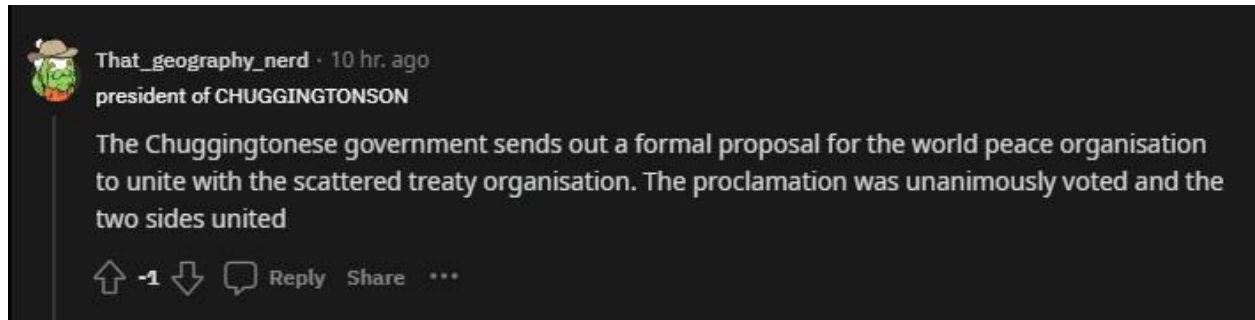 That_geography_nerd · 10 hr. ago
president of CHUGGINGTONSON
The Chuggingtonese government sends out a formal proposal for the world peace organisation
to unite with the scattered treaty organisation. The proclamation was unanimously voted and the
two sides united
-1 Reply Share ···